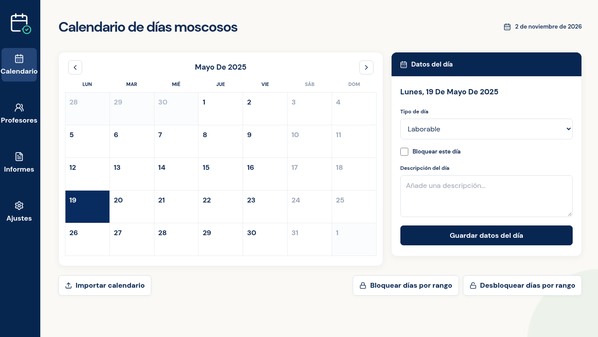 Calendario de días moscosos
2 de noviembre de 2026
Calendario
Profesores
Informes
Ajustes
Mayo De 2025
LUN MAR MIÉ JUE VIE SÁB DOM
28 29 30 1 2 3 4
5 6 7 8 9 10 11
12 13 14 15 16 17 18
19 20 21 22 23 24 25
26 27 28 29 30 31 1
Datos del día
Lunes, 19 De Mayo De 2025
Tipo de día
Laborable
Bloquear este día
Descripción del día
Añade una descripción...
Guardar datos del día
Importar calendario
Bloquear días por rango
Desbloquear días por rango